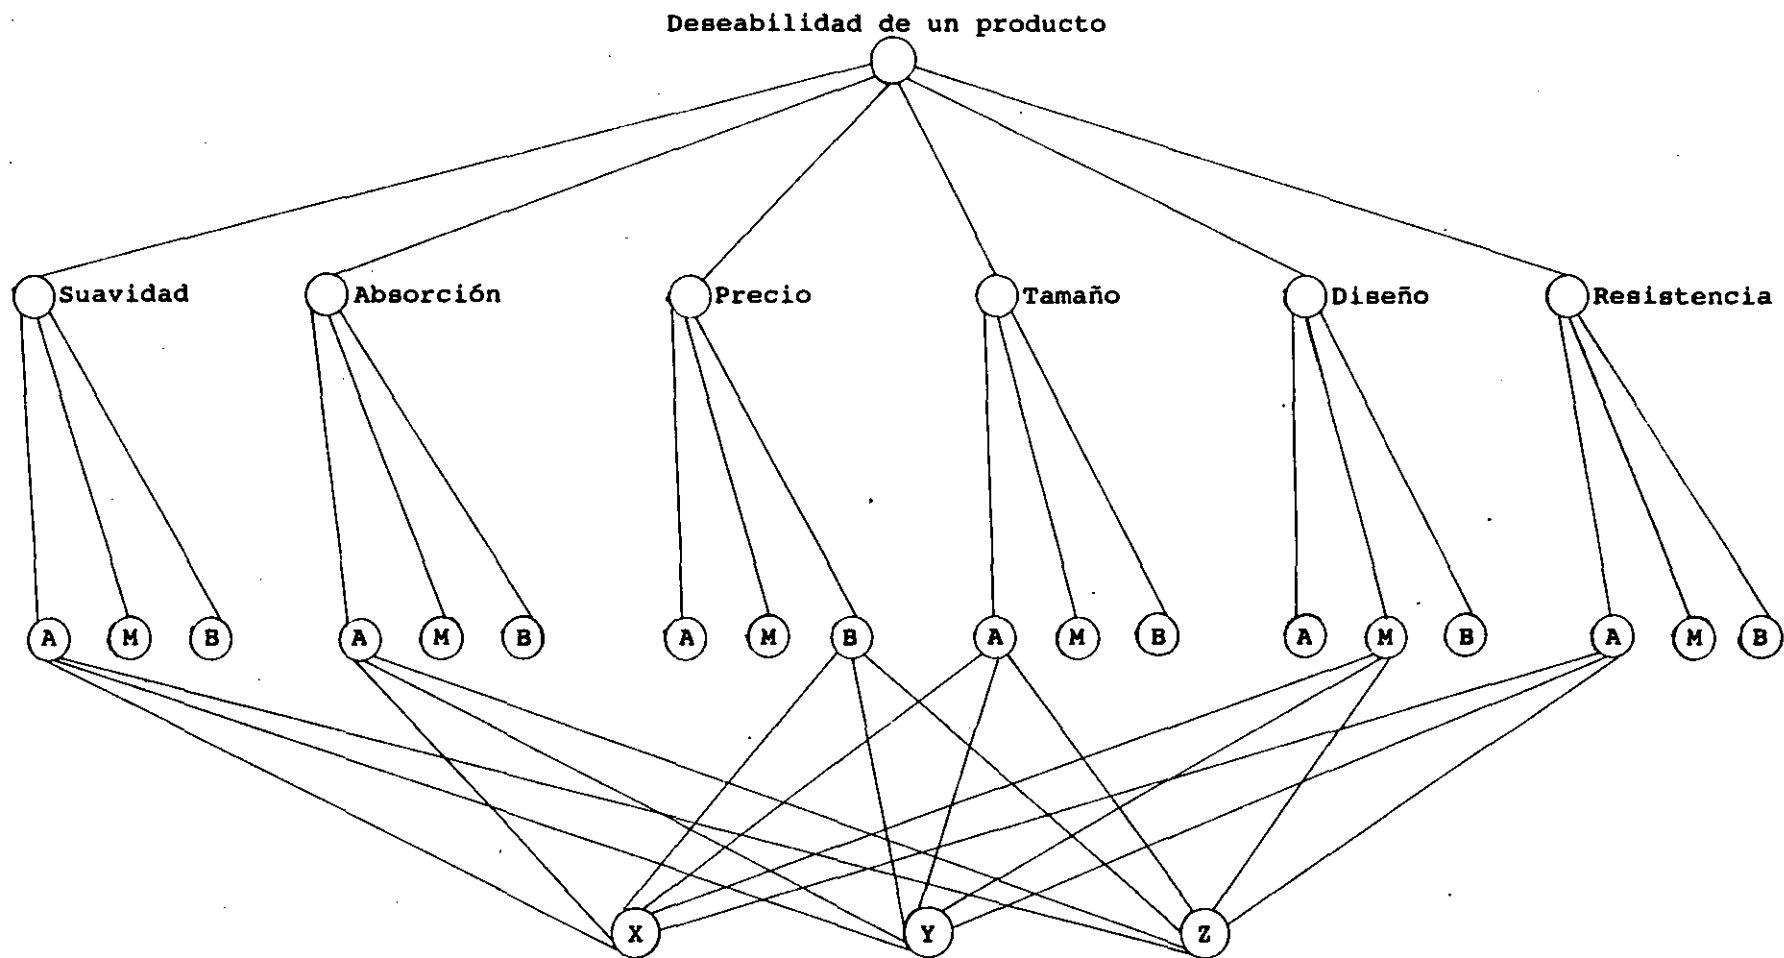 Deseabilidad de un producto
Suavidad Absorción Precio Tamaño Diseño Resistencia
A M B A M B A M B A M B A M B A M B
X Y Z